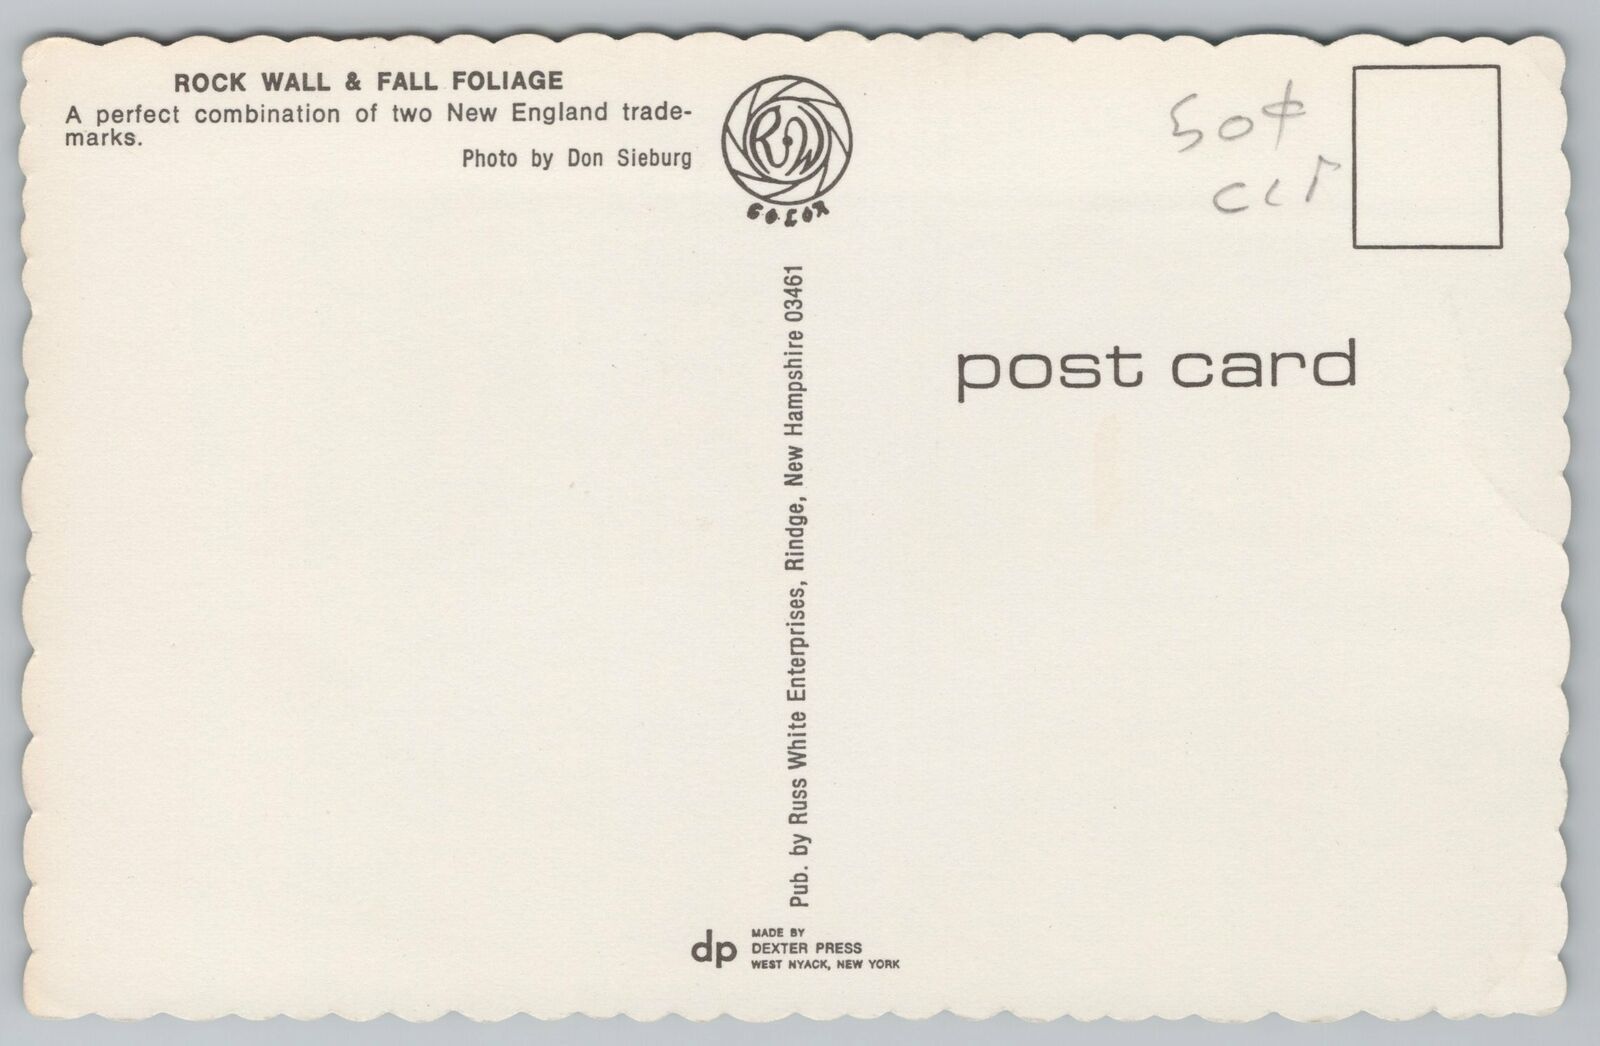 ROCK WALL & FALL FOLIAGE
A perfect combination of two New England trade-
marks.
Photo by Don Sieburg
RW
COLOR
50¢
post card
Pub. by Russ White Enterprises, Rindge, New Hampshire 03461
dp
MADE BY
DEXTER PRESS
WEST NYACK, NEW YORK